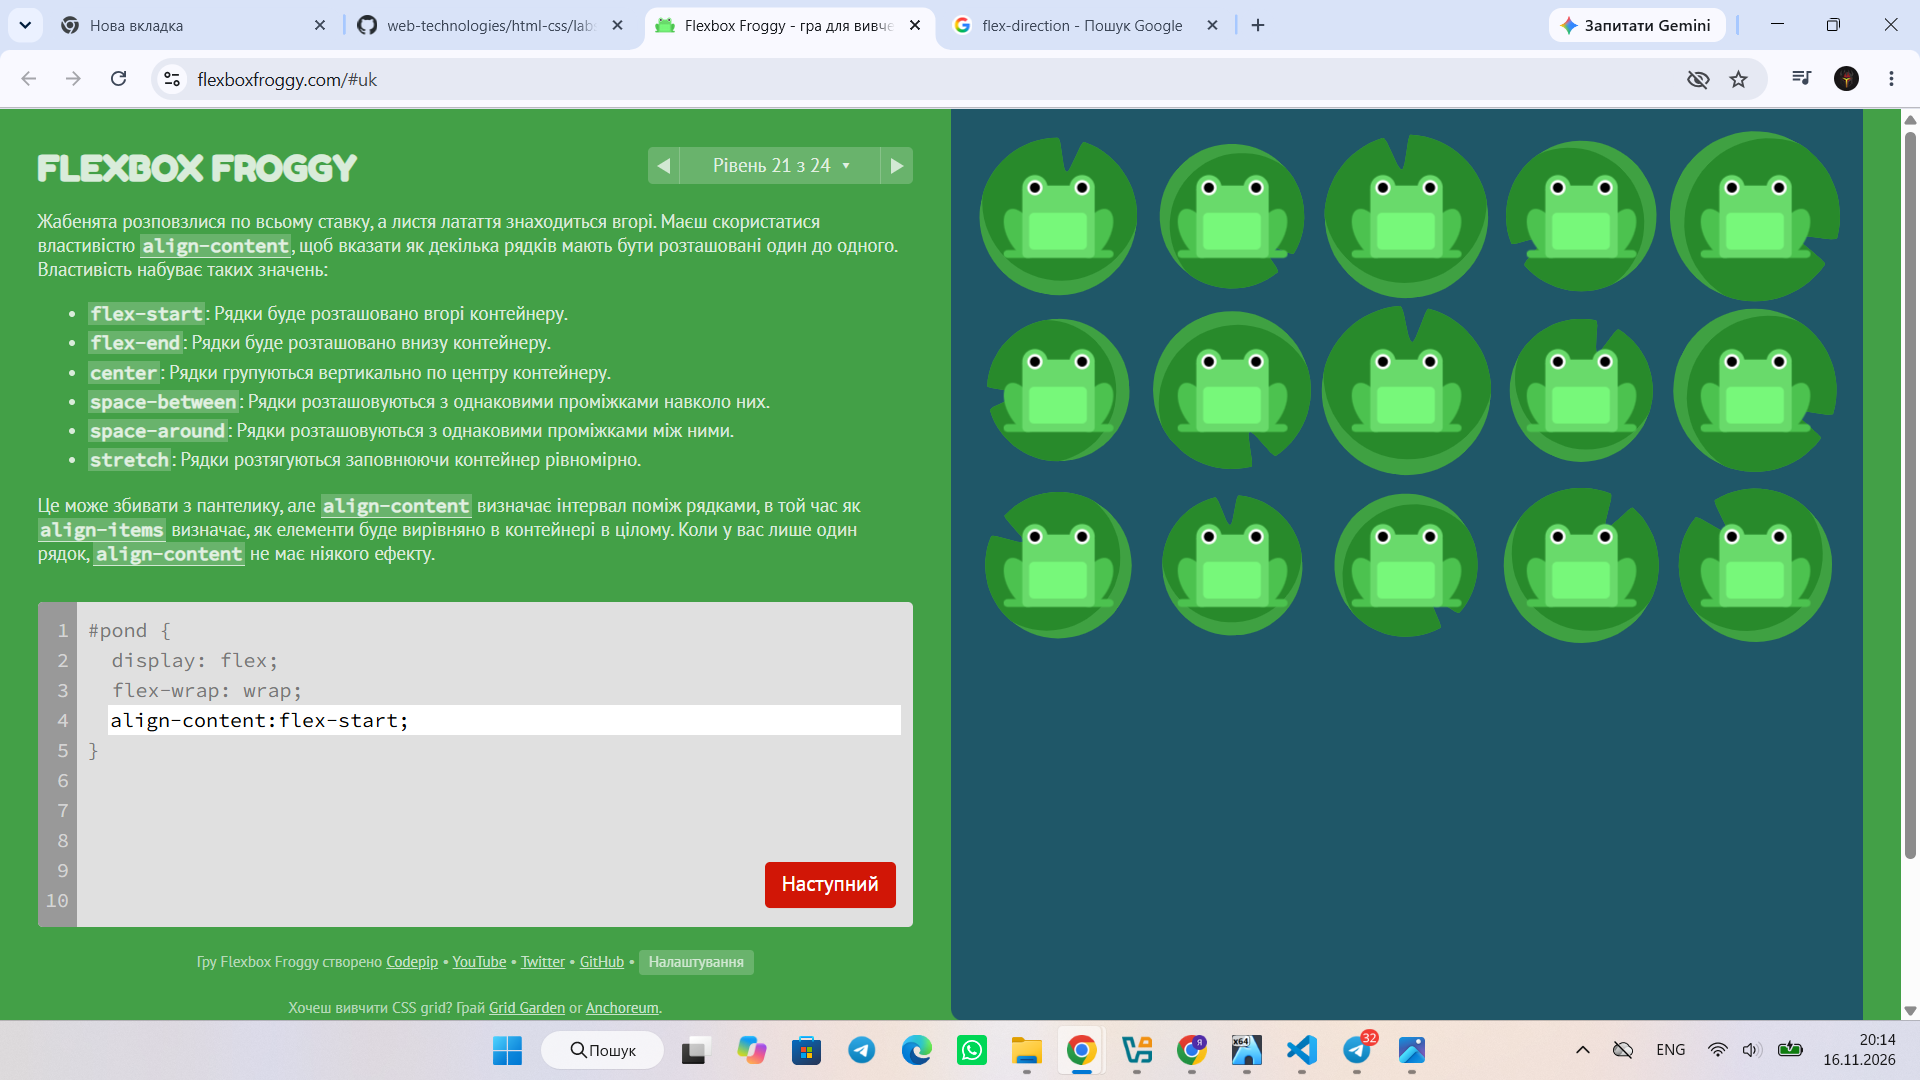 Нова вкладка
web-technologies/html-css/lab
Flexbox Froggy - гра для вивче
flex-direction - Пошук Google
Запитати Gemini
flexboxfroggy.com/#uk
FLEXBOX FROGGY
Рівень 21 з 24
Жабенята розповзлися по всьому ставку, а листя латаття знаходиться вгорі. Маєш скористатися
властивістю align-content, щоб вказати як декілька рядків мають бути розташовані один до одного.
Властивість набуває таких значень:
flex-start: Рядки буде розташовано вгорі контейнеру.
flex-end: Рядки буде розташовано внизу контейнеру.
center: Рядки групуються вертикально по центру контейнеру.
space-between: Рядки розташовуються з однаковими проміжками навколо них.
space-around: Рядки розташовуються з однаковими проміжками між ними.
stretch: Рядки розтягуються заповнюючи контейнер рівномірно.
Це може збивати з пантелику, але align-content визначає інтервал поміж рядками, в той час як
align-items визначає, як елементи буде вирівняно в контейнері в цілому. Коли у вас лише один
рядок, align-content не має ніякого ефекту.
1 #pond {
2 display: flex;
3 flex-wrap: wrap;
4 align-content:flex-start;
5 }
6
7
8
9
10
Наступний
Гру Flexbox Froggy створено Codepip • YouTube • Twitter • GitHub • Налаштування
Хочеш вивчити CSS grid? Грай Grid Garden or Anchoreum.
Пошук
x64
Я
32
ENG
20:14
16.11.2026